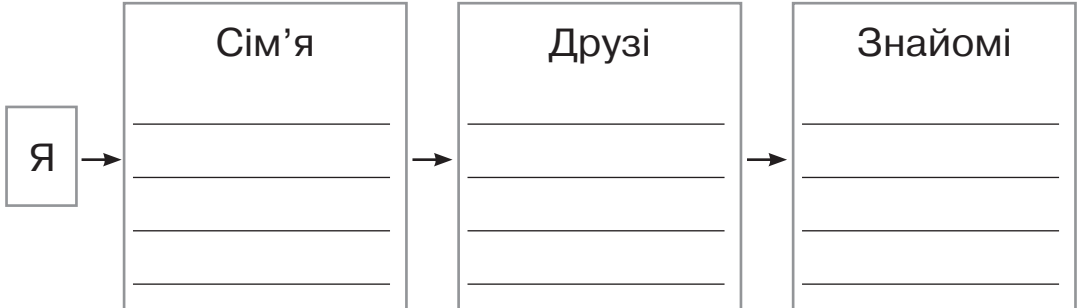 Сім’я
Друзі
Знайомі
Я